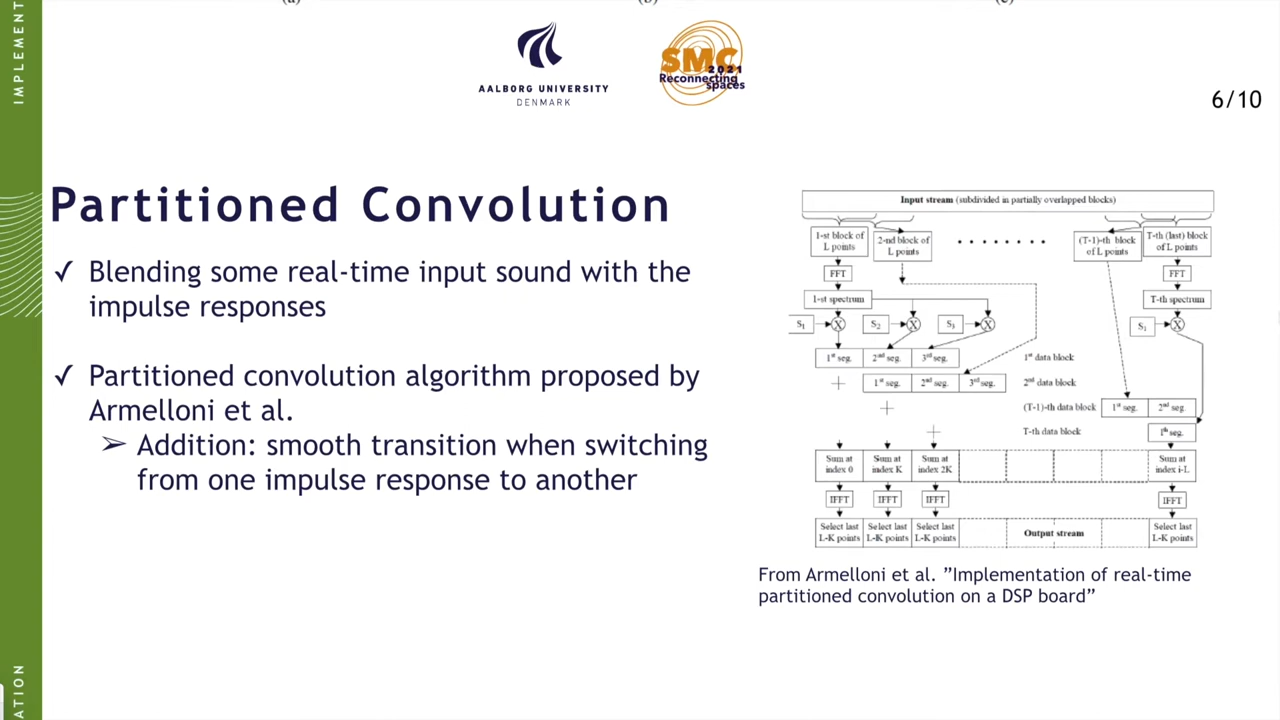 (a) (b) (c)
IMPLEMENT
AALBORG UNIVERSITY
DENMARK
SMC
2021
Reconnecting
spaces
6/10
Partitioned Convolution
✓ Blending some real-time input sound with the
impulse responses
✓ Partitioned convolution algorithm proposed by
Armelloni et al.
➢ Addition: smooth transition when switching
from one impulse response to another
Input stream (subdivided in partially overlapped blocks)
1-st block of
L points
2-nd block of
L points
(T-1)-th block
of L points
T-th (last) block
of L points
FFT FFT
1-st spectrum T-th spectrum
S1 X S2 X S3 X S1 X
1st seg. 2nd seg. 3rd seg. 1st data block
+ 1st seg. 2nd seg. 3rd seg. 2nd data block
+ (T-1)-th data block 1st seg. 2nd seg.
+ T-th data block 1th seg.
Sum at
index 0
Sum at
index K
Sum at
index 2K
Sum at
index i-L
IFFT IFFT IFFT IFFT
Select last
L-K points
Select last
L-K points
Select last
L-K points
Output stream
Select last
L-K points
From Armelloni et al. ”Implementation of real-time
partitioned convolution on a DSP board”
ATION